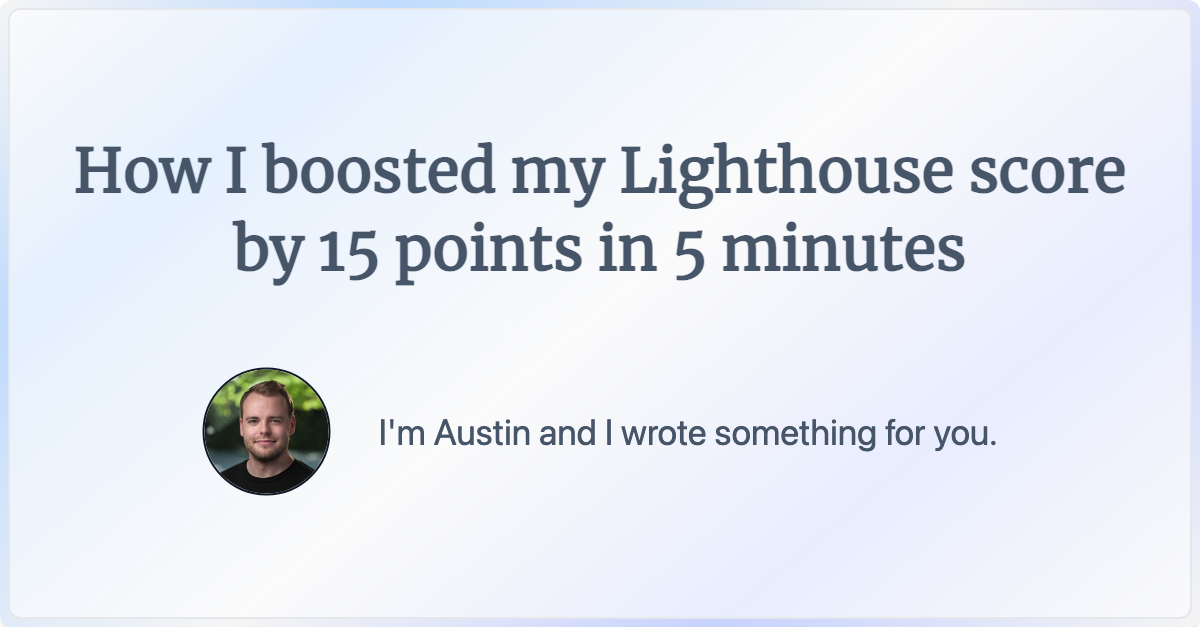 How I boosted my Lighthouse score
by 15 points in 5 minutes
I'm Austin and I wrote something for you.